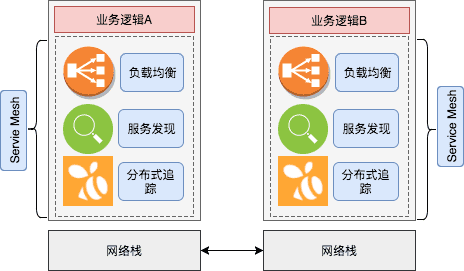 业务逻辑A
业务逻辑B
Servie Mesh
负载均衡
服务发现
分布式追
踪
负载均衡
服务发现
分布式追
踪
Service Mesh
网络栈
网络栈